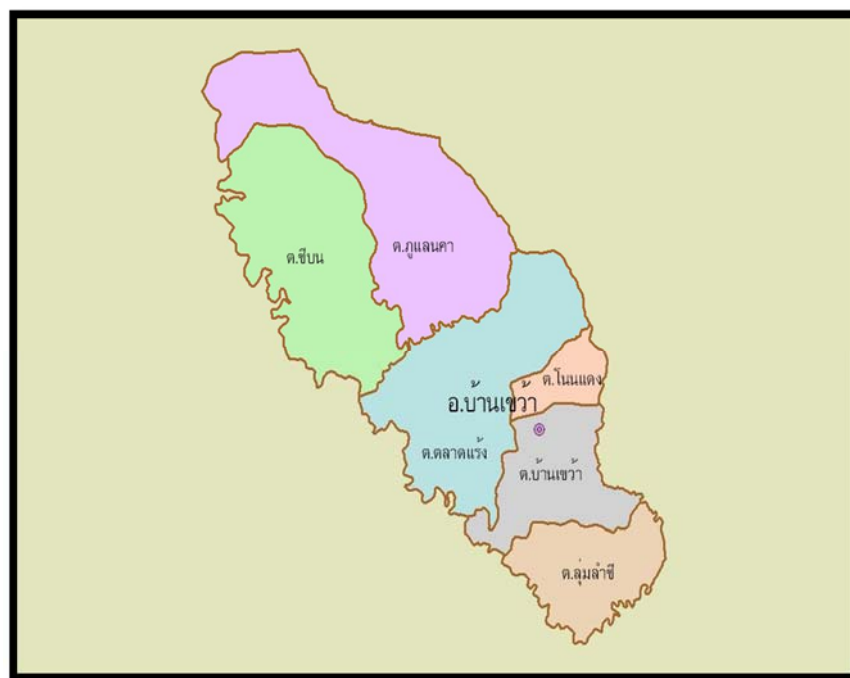 ต.ภูแลนคา
ต.ชีบน
ต.โนนแดง
อ.บ้านเขว้า
ต.ตลาดแร้ง
ต.บ้านเขว้า
ต.ลุ่มลำชี